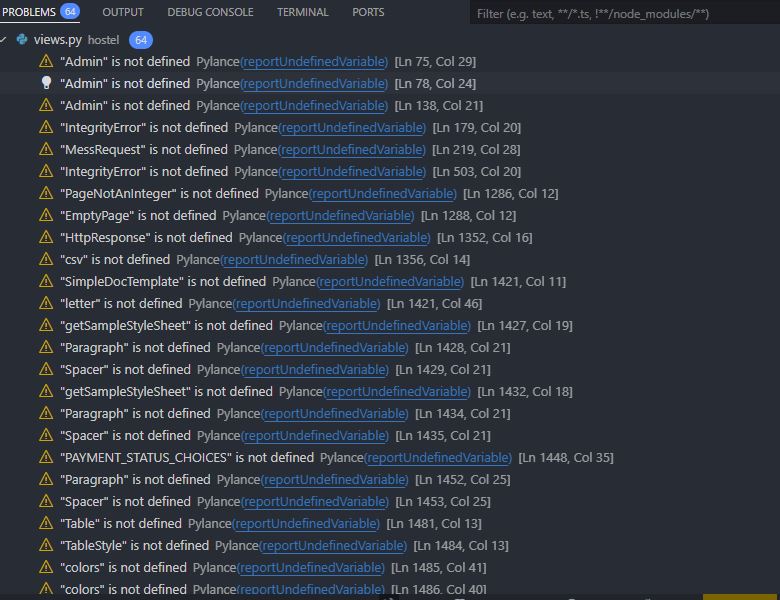 PROBLEMS 64 OUTPUT DEBUG CONSOLE TERMINAL PORTS Filter (e.g. text, **/*.ts, !**/node_modules/**)
views.py hostel 64
"Admin" is not defined Pylance(reportUndefinedVariable) [Ln 75, Col 29]
"Admin" is not defined Pylance(reportUndefinedVariable) [Ln 78, Col 24]
"Admin" is not defined Pylance(reportUndefinedVariable) [Ln 138, Col 21]
"IntegrityError" is not defined Pylance(reportUndefinedVariable) [Ln 179, Col 20]
"MessRequest" is not defined Pylance(reportUndefinedVariable) [Ln 219, Col 28]
"IntegrityError" is not defined Pylance(reportUndefinedVariable) [Ln 503, Col 20]
"PageNotAnInteger" is not defined Pylance(reportUndefinedVariable) [Ln 1286, Col 12]
"EmptyPage" is not defined Pylance(reportUndefinedVariable) [Ln 1288, Col 12]
"HttpResponse" is not defined Pylance(reportUndefinedVariable) [Ln 1352, Col 16]
"csv" is not defined Pylance(reportUndefinedVariable) [Ln 1356, Col 14]
"SimpleDocTemplate" is not defined Pylance(reportUndefinedVariable) [Ln 1421, Col 11]
"letter" is not defined Pylance(reportUndefinedVariable) [Ln 1421, Col 46]
"getSampleStyleSheet" is not defined Pylance(reportUndefinedVariable) [Ln 1427, Col 19]
"Paragraph" is not defined Pylance(reportUndefinedVariable) [Ln 1428, Col 21]
"Spacer" is not defined Pylance(reportUndefinedVariable) [Ln 1429, Col 21]
"getSampleStyleSheet" is not defined Pylance(reportUndefinedVariable) [Ln 1432, Col 18]
"Paragraph" is not defined Pylance(reportUndefinedVariable) [Ln 1434, Col 21]
"Spacer" is not defined Pylance(reportUndefinedVariable) [Ln 1435, Col 21]
"PAYMENT_STATUS_CHOICES" is not defined Pylance(reportUndefinedVariable) [Ln 1448, Col 35]
"Paragraph" is not defined Pylance(reportUndefinedVariable) [Ln 1452, Col 25]
"Spacer" is not defined Pylance(reportUndefinedVariable) [Ln 1453, Col 25]
"Table" is not defined Pylance(reportUndefinedVariable) [Ln 1481, Col 13]
"TableStyle" is not defined Pylance(reportUndefinedVariable) [Ln 1484, Col 13]
"colors" is not defined Pylance(reportUndefinedVariable) [Ln 1485, Col 41]
"colors" is not defined Pylance(reportUndefinedVariable) [Ln 1486, Col 40]